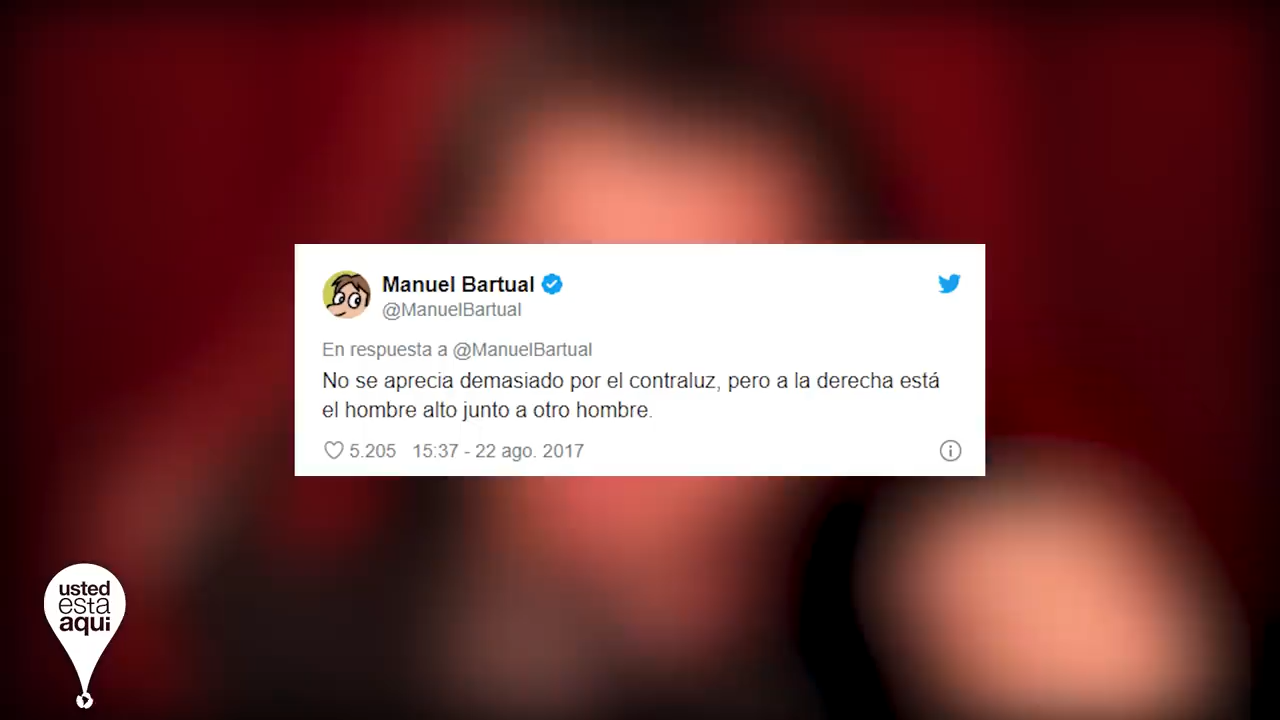 Manuel Bartual
@ManuelBartual
En respuesta a @ManuelBartual
No se aprecia demasiado por el contraluz, pero a la derecha está
el hombre alto junto a otro hombre.
5.205 15:37 - 22 ago. 2017
usted
esta
aqui